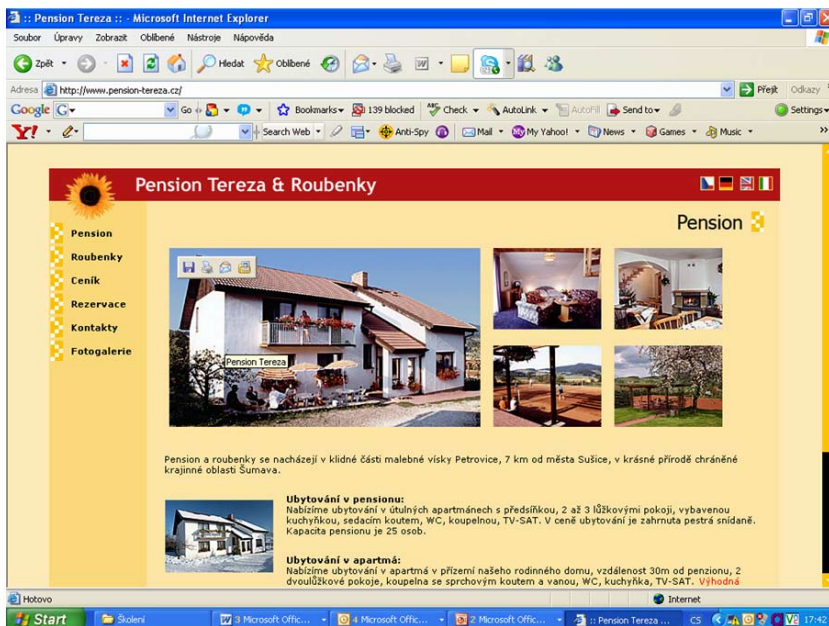 :: Pension Tereza :: - Microsoft Internet Explorer
Soubor Úpravy Zobrazit Oblíbené Nástroje Nápověda
Zpět Hledat Oblíbené
Adresa http://www.pension-tereza.cz/ Přejít Odkazy
Google G Go Bookmarks 139 blocked Check AutoLink AutoFill Send to Settings
Y! Search Web Anti-Spy Mail My Yahoo! News Games Music »
Pension Tereza & Roubenky
Pension
Pension
Roubenky
Ceník
Rezervace
Kontakty
Fotogalerie
Pension Tereza
Pension a roubenky se nacházejí v klidné části malebné vísky Petrovice, 7 km od města Sušice, v krásné přírodě chráněné
krajinné oblasti Šumava.
Ubytování v pensionu:
Nabízíme ubytování v útulných apartmánech s předsíňkou, 2 až 3 lůžkovými pokoji, vybavenou
kuchyňkou, sedacím koutem, WC, koupelnou, TV-SAT. V ceně ubytování je zahrnuta pestrá snídaně.
Kapacita pensionu je 25 osob.
Ubytování v apartmá:
Nabízíme ubytování v apartmá v přízemí našeho rodinného domu, vzdálenost 30m od penzionu, 2
dvoulůžkové pokoje, koupelna se sprchovým koutem a vanou, WC, kuchyňka, TV-SAT. Výhodná
Hotovo Internet
Start Školení 3 Microsoft Offic... 4 Microsoft Offic... 2 Microsoft Offic... :: Pension Tereza ... CS 17:42